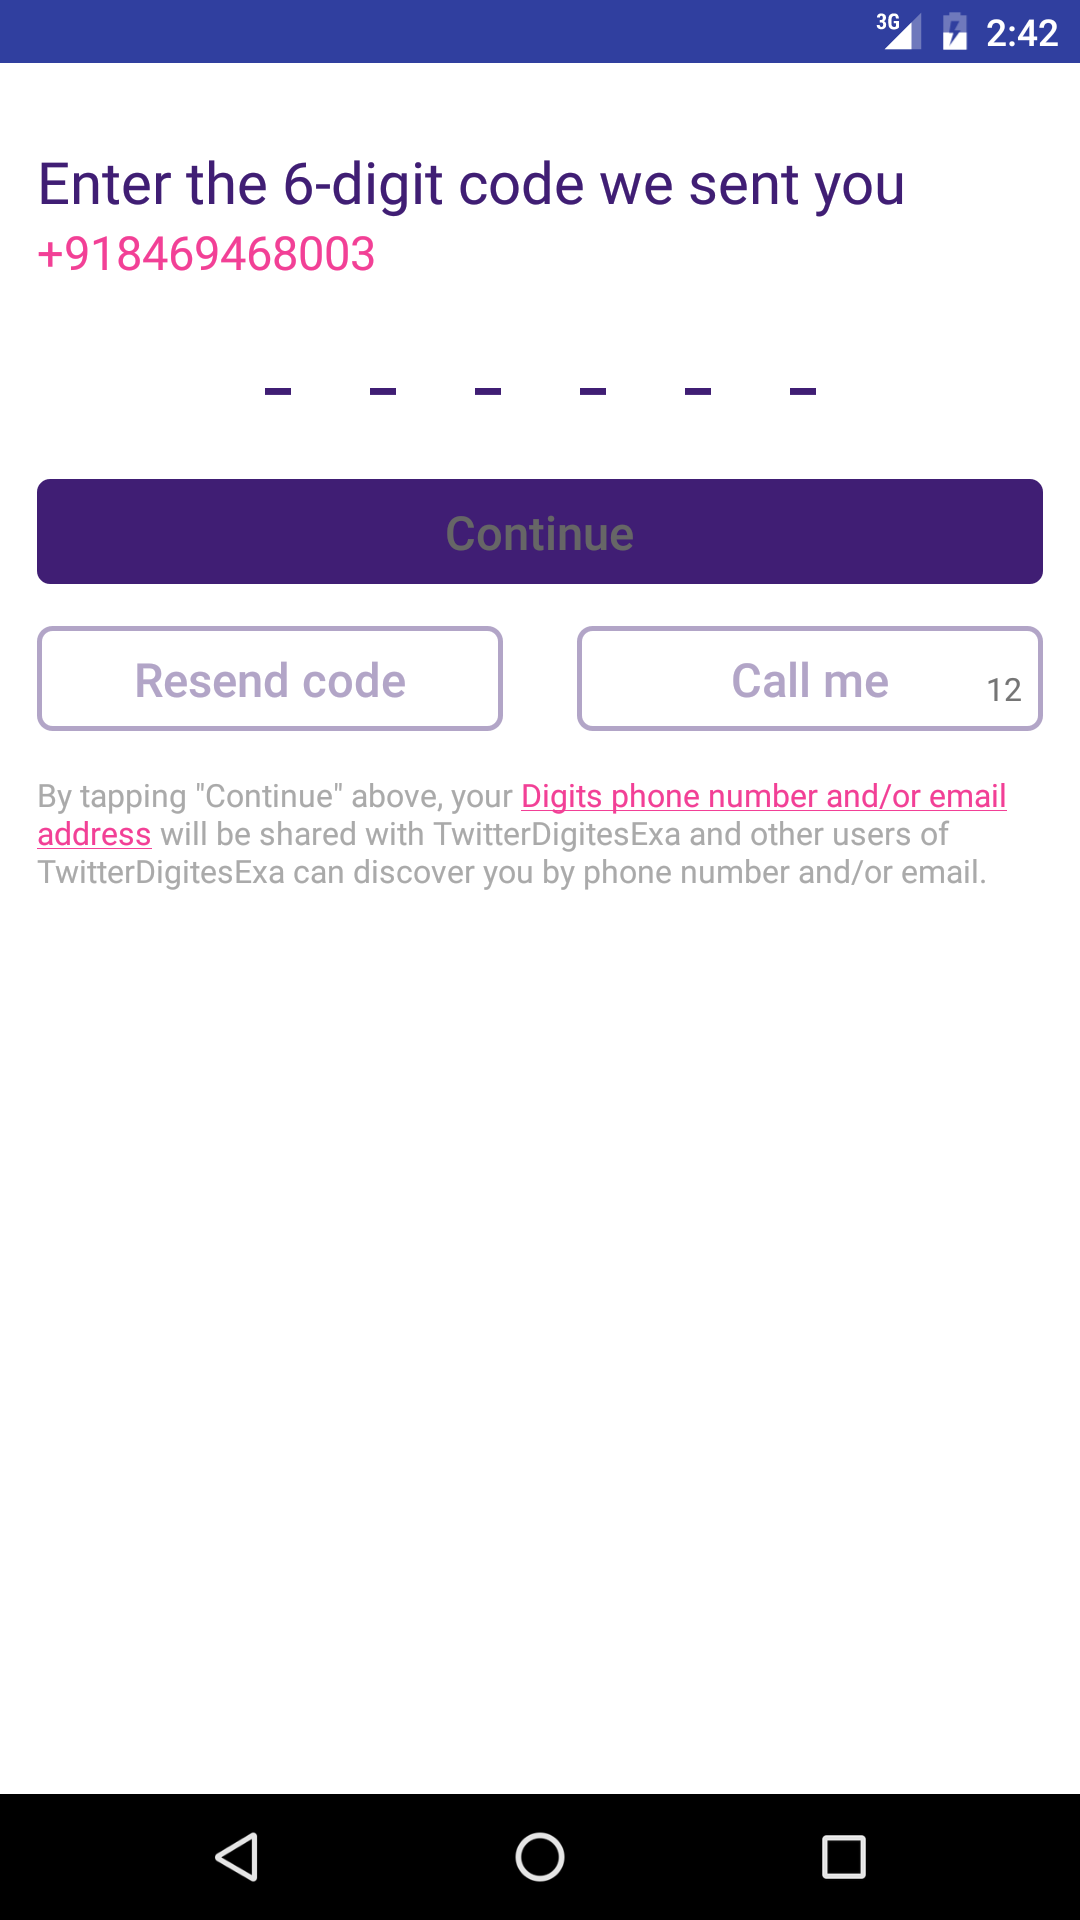 3G 2:42
Enter the 6-digit code we sent you
+918469468003
- - - - - -
Continue
Resend code
Call me 12
By tapping "Continue" above, your Digits phone number and/or email
address will be shared with TwitterDigitesExa and other users of
TwitterDigitesExa can discover you by phone number and/or email.